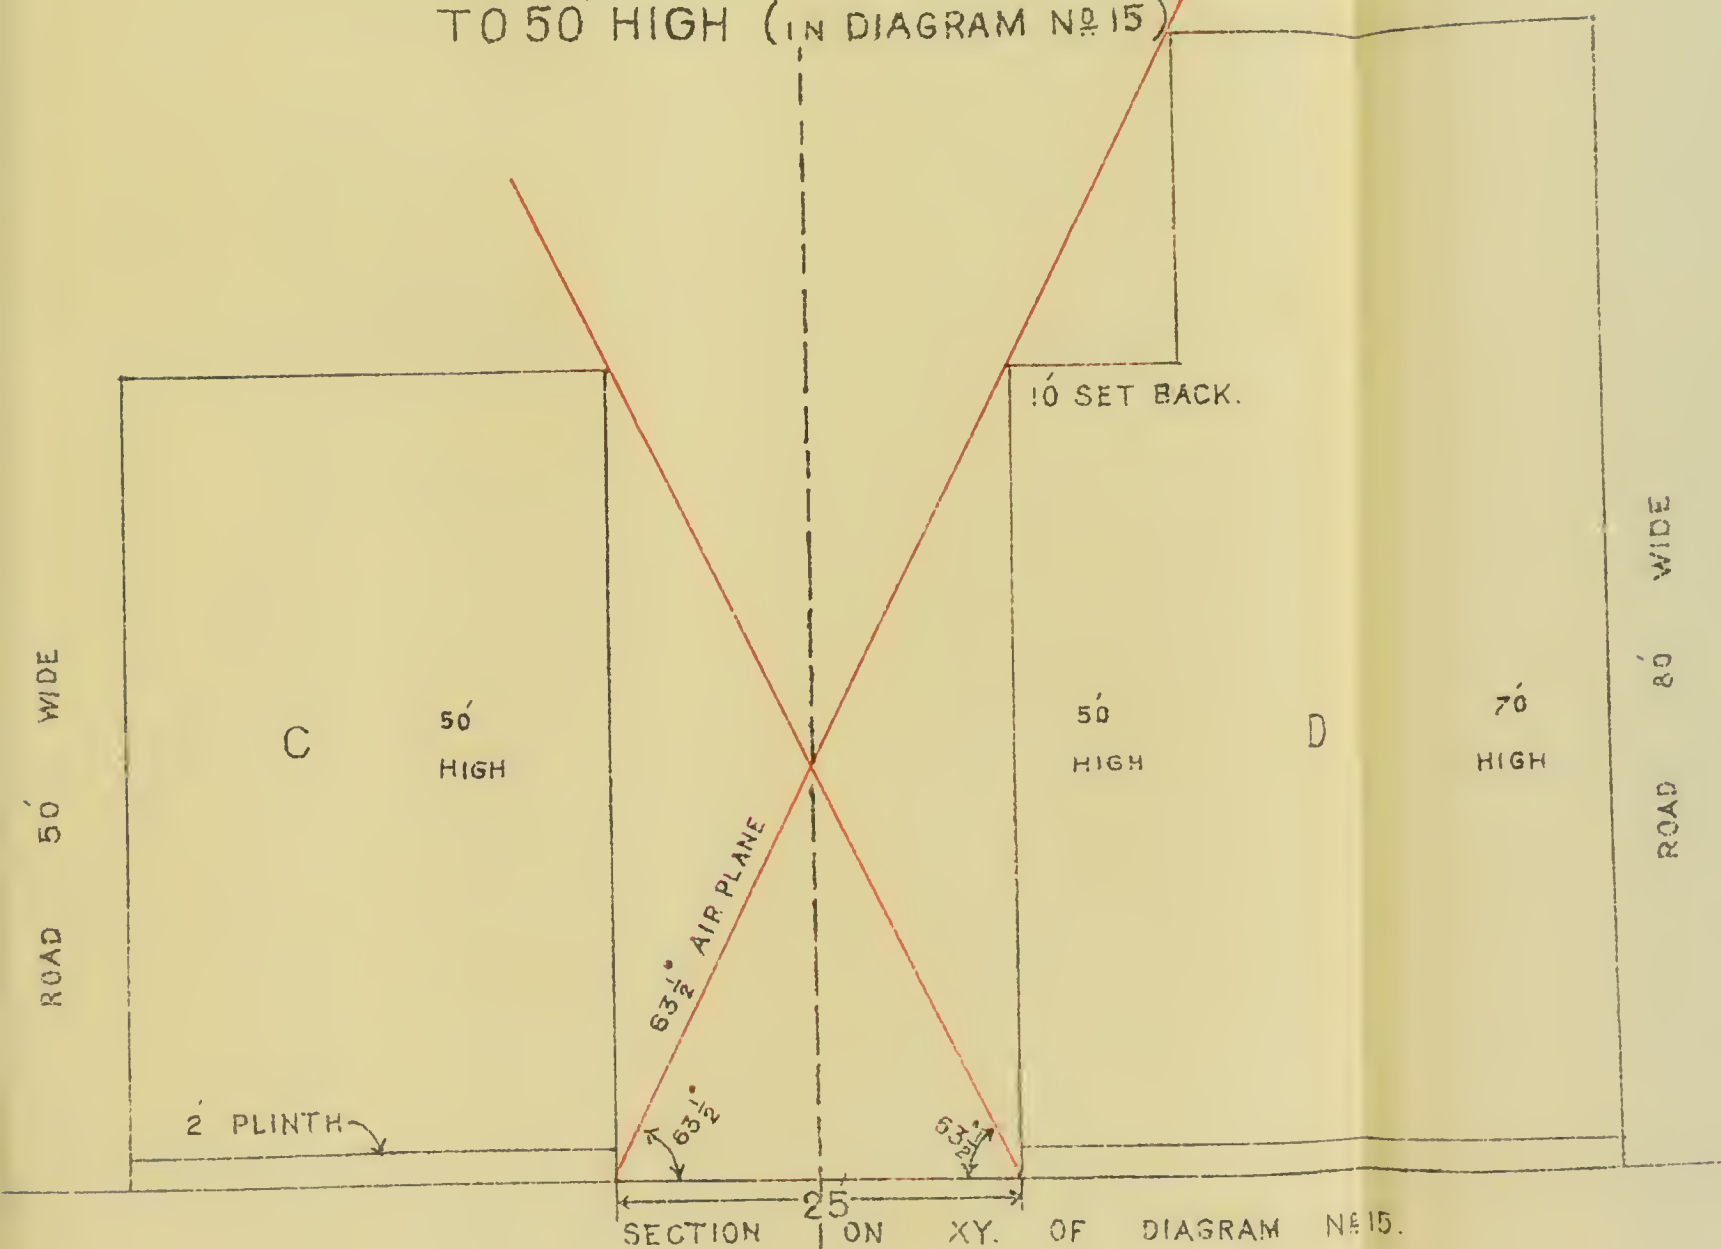 TO 50' HIGH (IN DIAGRAM Nº 15)
10' SET BACK.
ROAD 50' WIDE
C
50'
HIGH
50'
HIGH
D
70'
HIGH
ROAD 80' WIDE
63½° AIR PLANE
2' PLINTH
63½°
63½°
25
SECTION ON XY. OF DIAGRAM Nº 15.